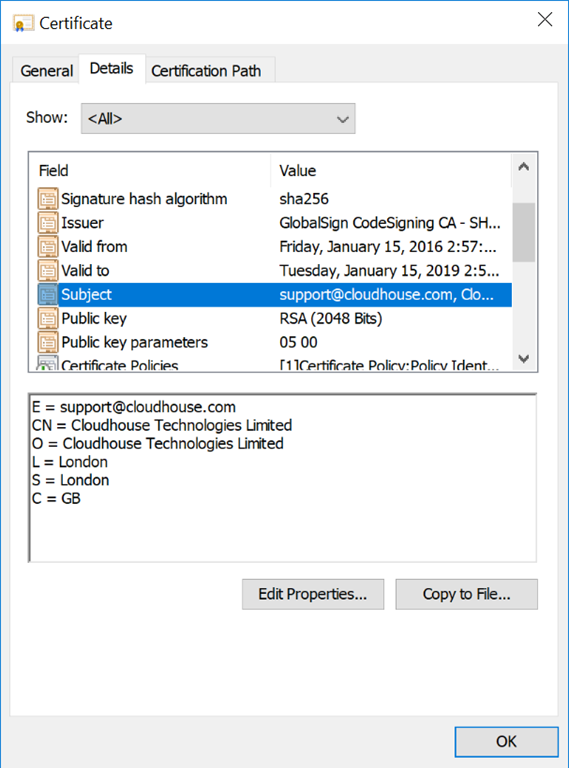 Certificate
General Details Certification Path
Show: <All>
Field Value
Signature hash algorithm sha256
Issuer GlobalSign CodeSigning CA - SH...
Valid from Friday, January 15, 2016 2:57:...
Valid to Tuesday, January 15, 2019 2:5...
Subject support@cloudhouse.com, Clo...
Public key RSA (2048 Bits)
Public key parameters 05 00
Certificate Policies [1]Certificate Policy:Policy Ident...
E = support@cloudhouse.com
CN = Cloudhouse Technologies Limited
O = Cloudhouse Technologies Limited
L = London
S = London
C = GB
Edit Properties... Copy to File...
OK